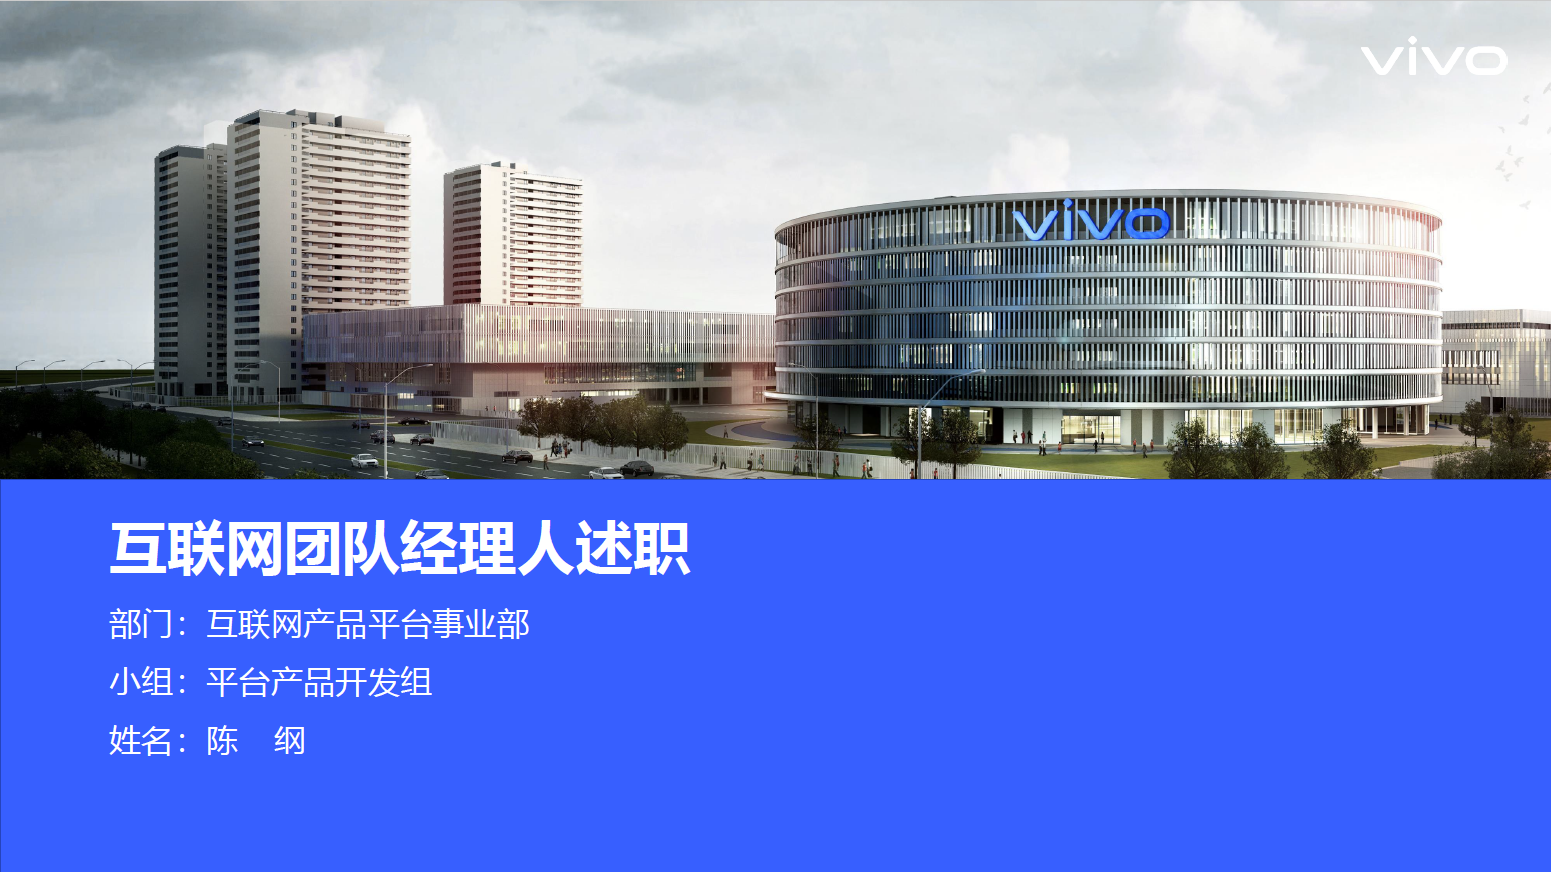 vivo
vivo
互联网团队经理人述职
部门：互联网产品平台事业部
小组：平台产品开发组
姓名：陈　纲